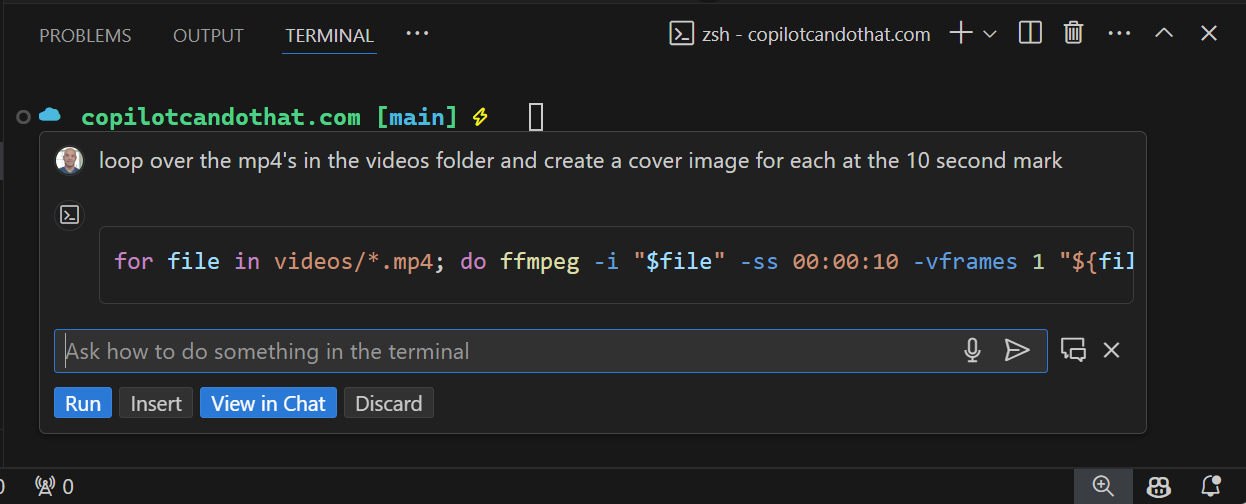 PROBLEMS OUTPUT TERMINAL ··· zsh - copilotcandothat.com
copilotcandothat.com [main] ⚡
loop over the mp4's in the videos folder and create a cover image for each at the 10 second mark
for file in videos/*.mp4; do ffmpeg -i "$file" -ss 00:00:10 -vframes 1 "${fil
Ask how to do something in the terminal
Run Insert View in Chat Discard
0 0